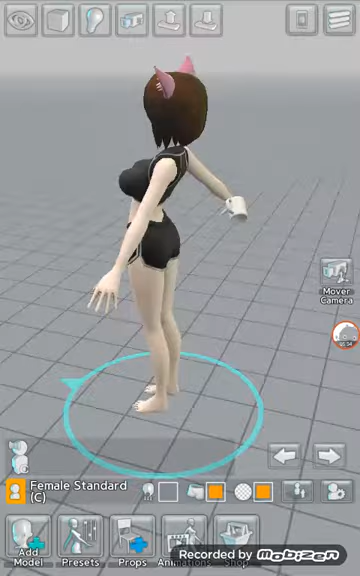 Mover
Camera
Female Standard
(C)
Add
Model
Presets
Props
Animations
Shop
Recorded by Mobizen